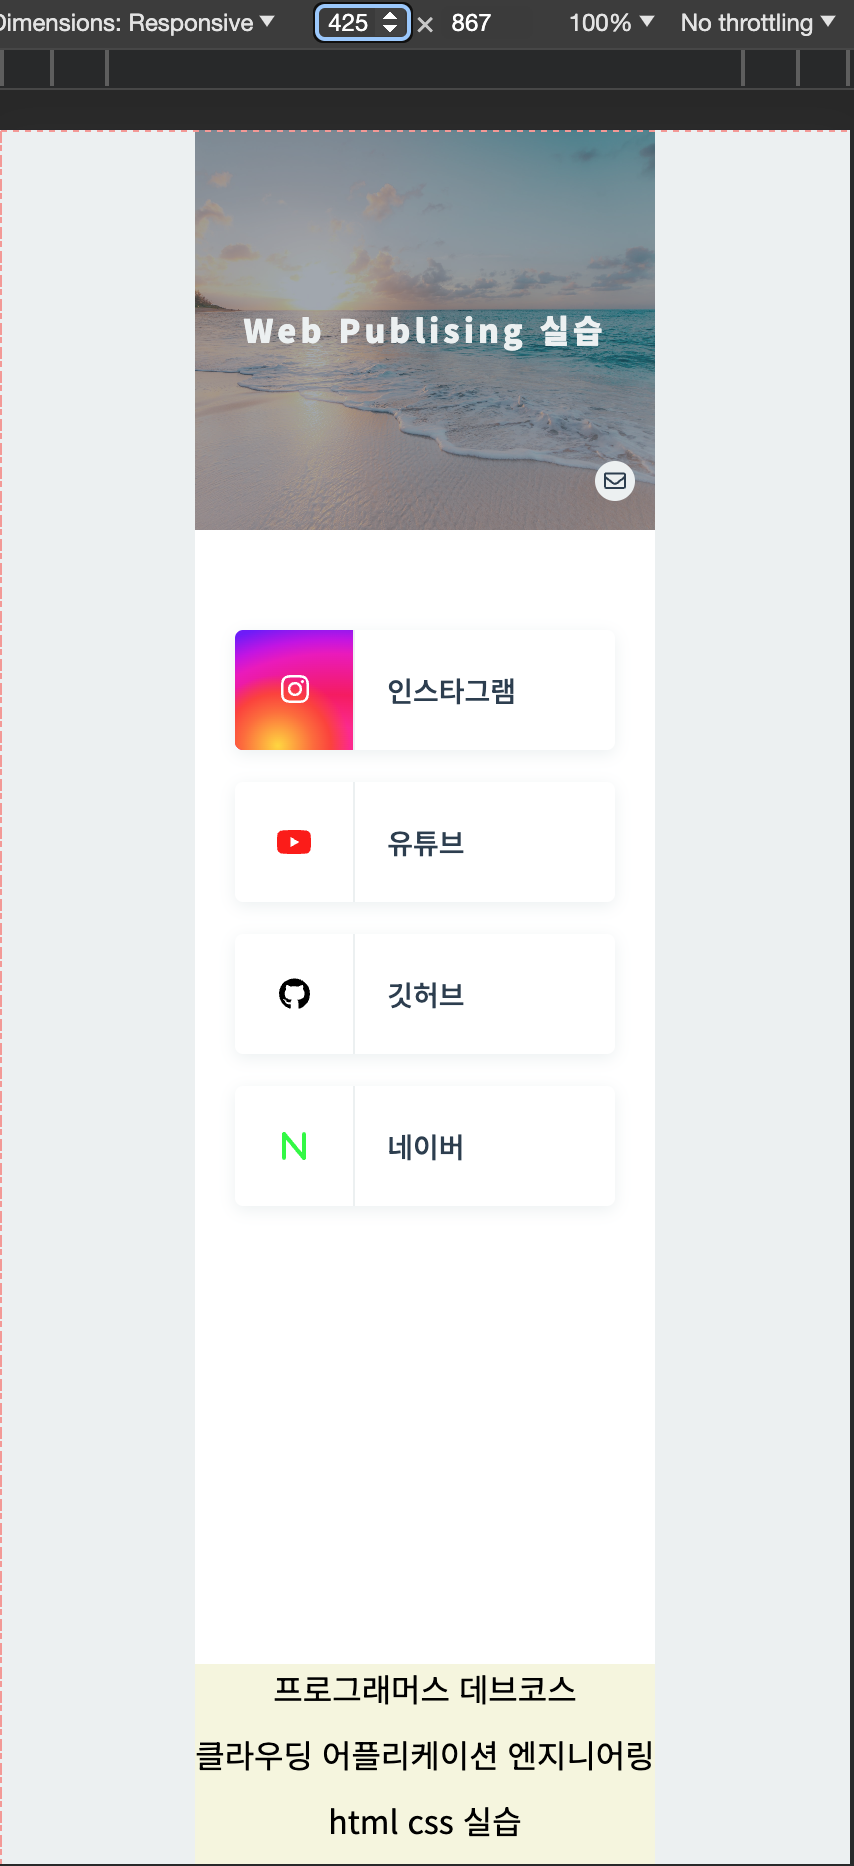 Dimensions: Responsive
425 × 867
100%
No throttling
Web Publising 실습
인스타그램
유튜브
깃허브
네이버
프로그래머스 데브코스
클라우딩 어플리케이션 엔지니어링
html css 실습